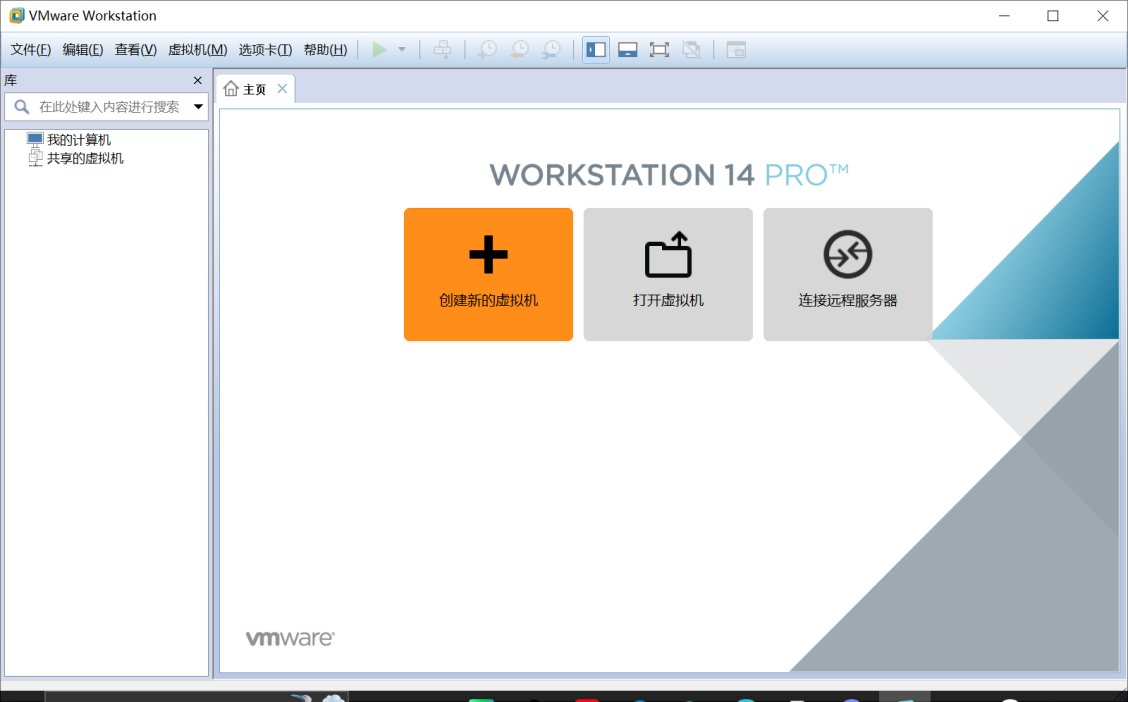 VMware Workstation
文件(F) 编辑(E) 查看(V) 虚拟机(M) 选项卡(T) 帮助(H)
库
在此处键入内容进行搜索
我的计算机
共享的虚拟机
主页
WORKSTATION 14 PRO™
创建新的虚拟机
打开虚拟机
连接远程服务器
vmware®